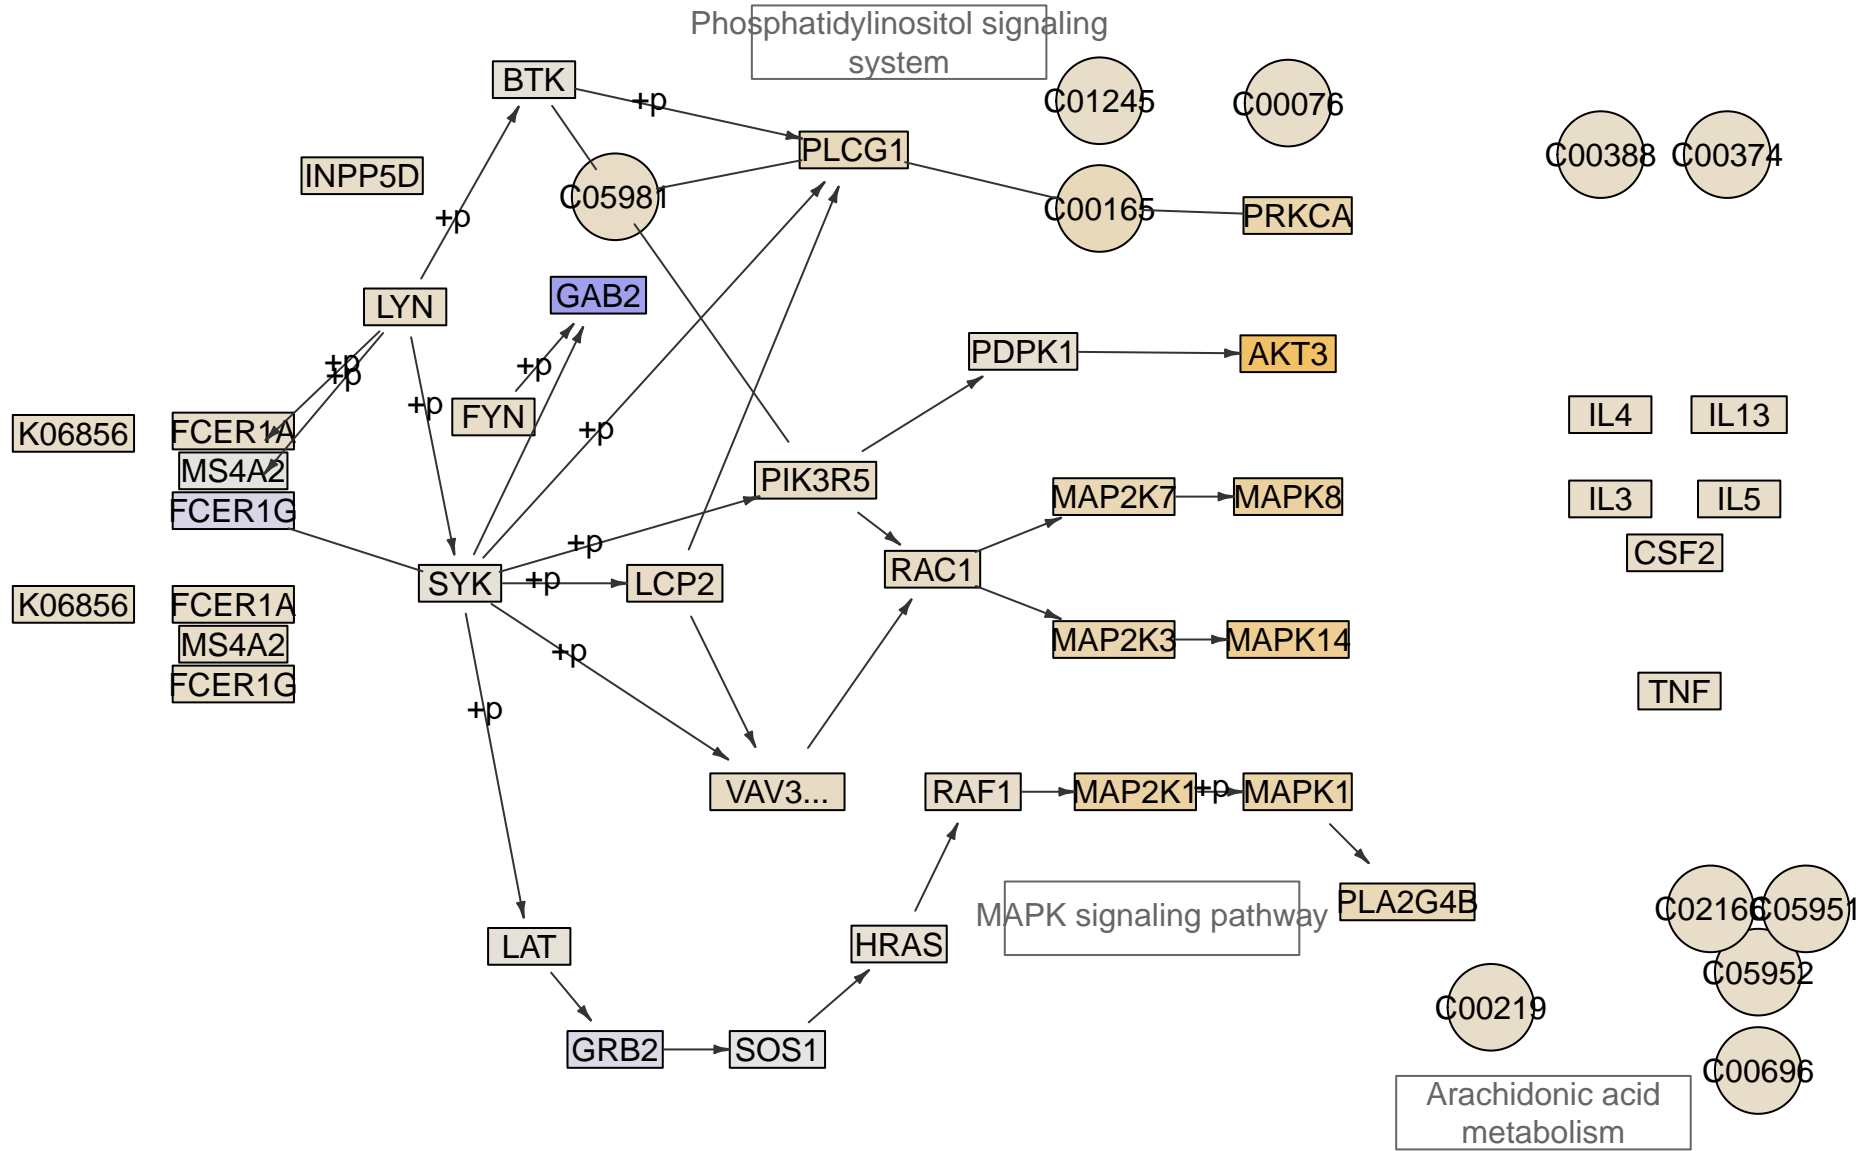 Phosphatidylinositol signaling
system
BTK
+p
C01245
C00076
PLCG1
C00388
C00374
INPP5D
C05981
C00165
PRKCA
+p
LYN
GAB2
+p
+p
+p
PDPK1
AKT3
+p
FYN
K06856
FCER1A
+p
IL4
IL13
MS4A2
PIK3R5
FCER1G
MAP2K7
MAPK8
IL3
IL5
+p
CSF2
SYK
+p
LCP2
RAC1
K06856
FCER1A
MS4A2
+p
MAP2K3
MAPK14
FCER1G
TNF
+p
VAV3...
RAF1
MAP2K1
+p
MAPK1
LAT
HRAS
MAPK signaling pathway
PLA2G4B
C02166
C05951
C05952
C00219
GRB2
SOS1
C00696
Arachidonic acid
metabolism